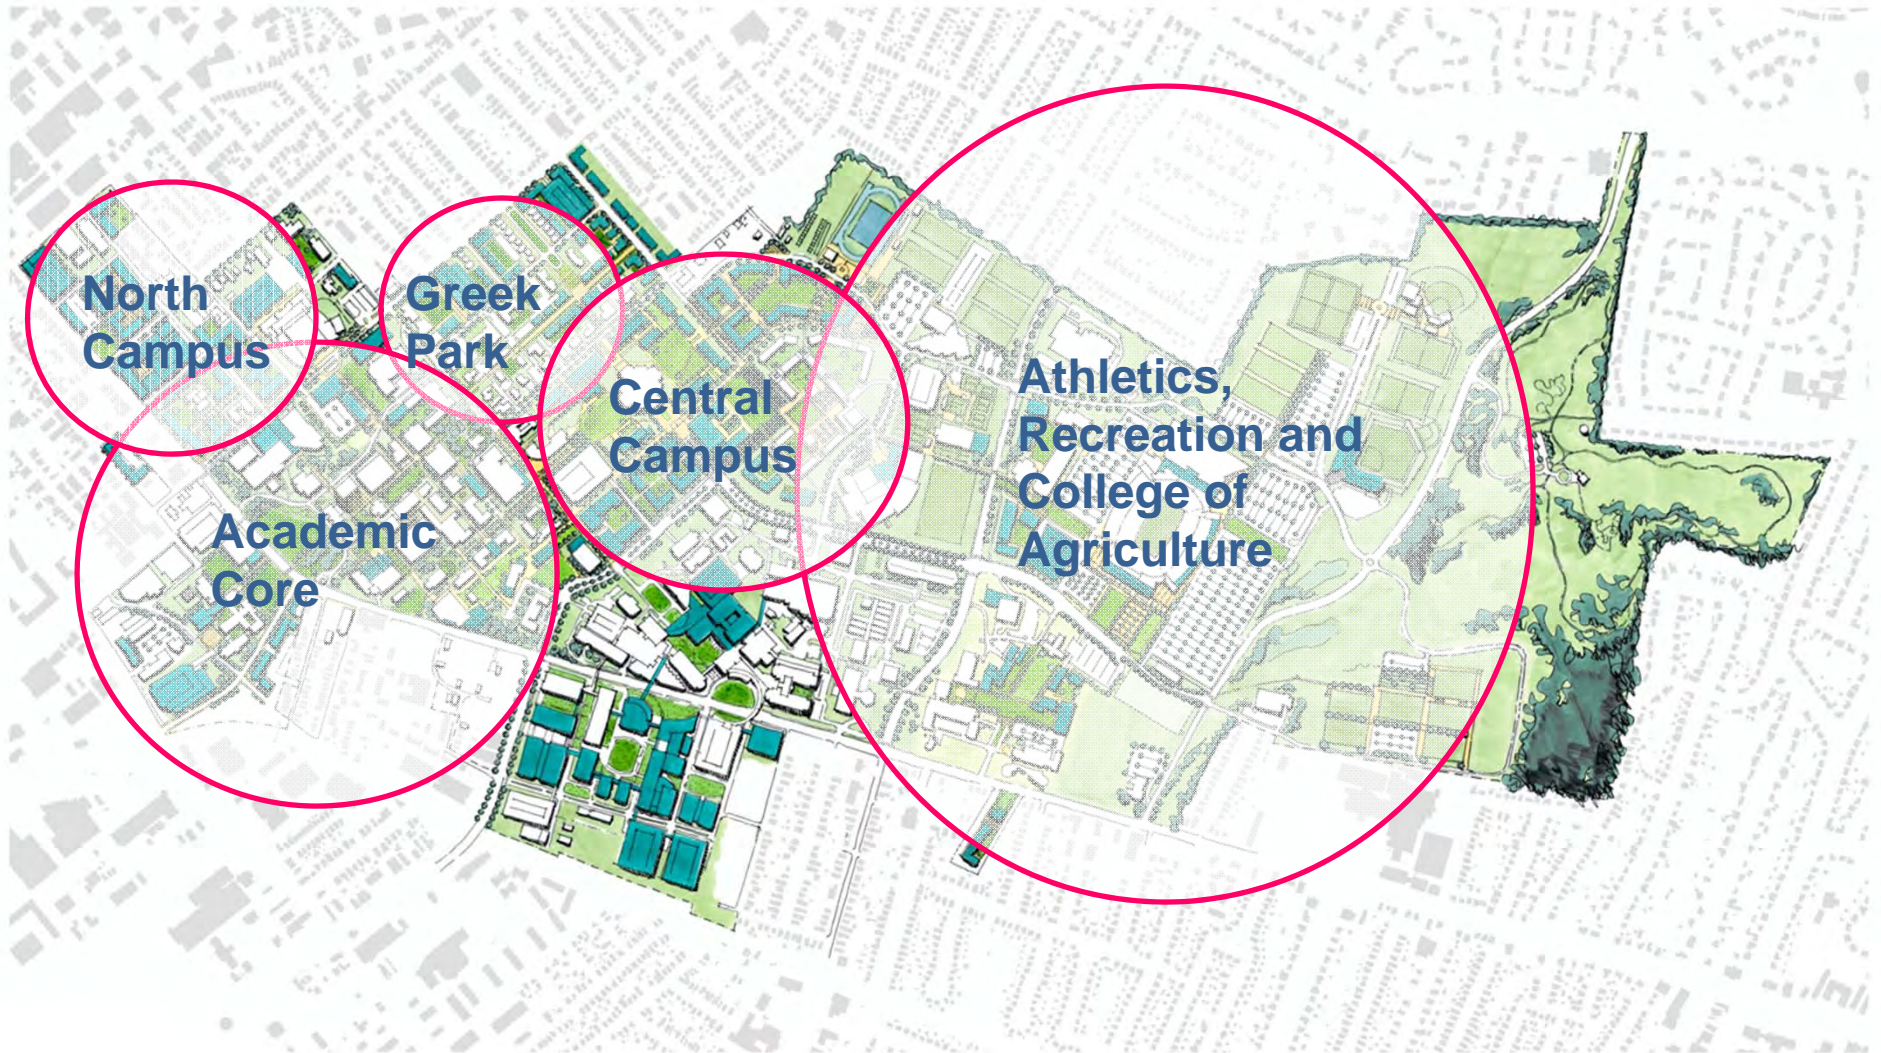 North
Campus
Greek
Park
Central
Campus
Athletics,
Recreation and
College of
Agriculture
Academic
Core